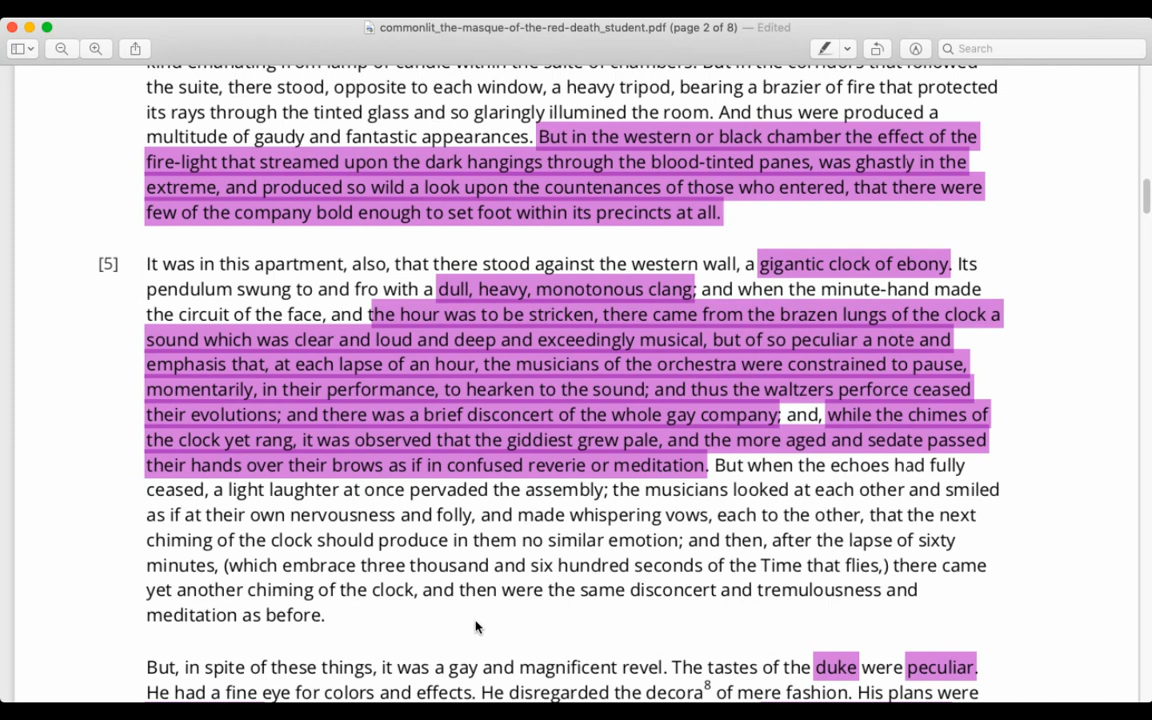 commonlit_the-masque-of-the-red-death_student.pdf (page 2 of 8) — Edited
Search
kind emanating from lamp or candle within the suite of chambers. But in the corridors that followed
the suite, there stood, opposite to each window, a heavy tripod, bearing a brazier of fire that protected
its rays through the tinted glass and so glaringly illumined the room. And thus were produced a
multitude of gaudy and fantastic appearances. But in the western or black chamber the effect of the
fire-light that streamed upon the dark hangings through the blood-tinted panes, was ghastly in the
extreme, and produced so wild a look upon the countenances of those who entered, that there were
few of the company bold enough to set foot within its precincts at all.
[5] It was in this apartment, also, that there stood against the western wall, a gigantic clock of ebony. Its
pendulum swung to and fro with a dull, heavy, monotonous clang; and when the minute-hand made
the circuit of the face, and the hour was to be stricken, there came from the brazen lungs of the clock a
sound which was clear and loud and deep and exceedingly musical, but of so peculiar a note and
emphasis that, at each lapse of an hour, the musicians of the orchestra were constrained to pause,
momentarily, in their performance, to hearken to the sound; and thus the waltzers perforce ceased
their evolutions; and there was a brief disconcert of the whole gay company; and, while the chimes of
the clock yet rang, it was observed that the giddiest grew pale, and the more aged and sedate passed
their hands over their brows as if in confused reverie or meditation. But when the echoes had fully
ceased, a light laughter at once pervaded the assembly; the musicians looked at each other and smiled
as if at their own nervousness and folly, and made whispering vows, each to the other, that the next
chiming of the clock should produce in them no similar emotion; and then, after the lapse of sixty
minutes, (which embrace three thousand and six hundred seconds of the Time that flies,) there came
yet another chiming of the clock, and then were the same disconcert and tremulousness and
meditation as before.
But, in spite of these things, it was a gay and magnificent revel. The tastes of the duke were peculiar.
He had a fine eye for colors and effects. He disregarded the decora8 of mere fashion. His plans were